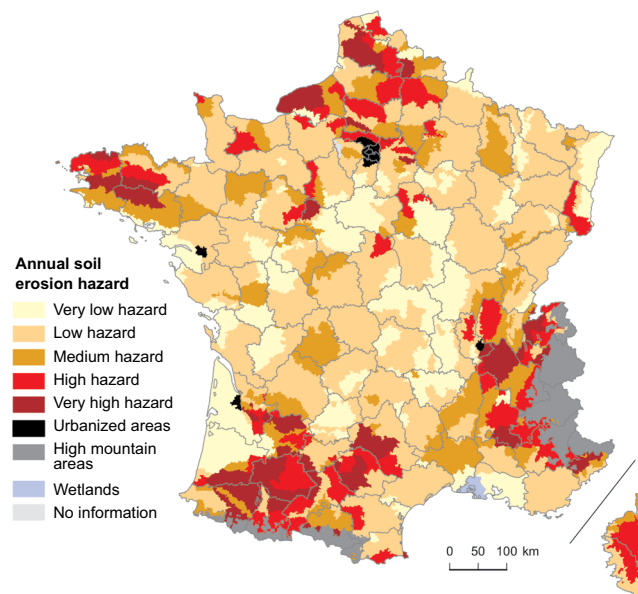 Annual soil
erosion hazard
Very low hazard
Low hazard
Medium hazard
High hazard
Very high hazard
Urbanized areas
High mountain
areas
Wetlands
No information
0 50 100 km